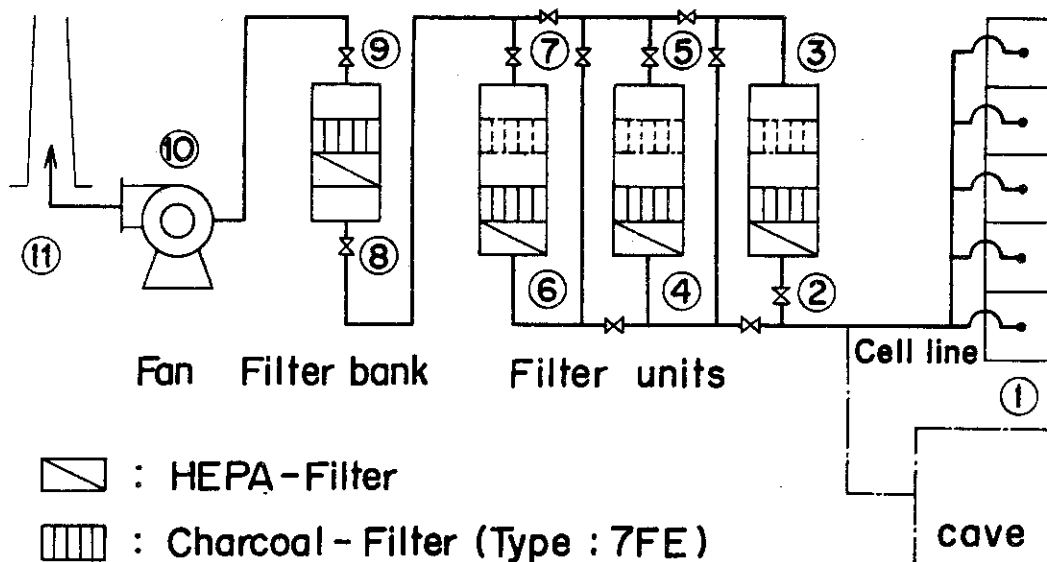 ⑨ ⑦ ⑤ ③
⑩
⑪ ⑧ ⑥ ④ ②
Fan Filter bank Filter units Cell line
①
: HEPA-Filter
: Charcoal-Filter (Type : 7FE)
cave